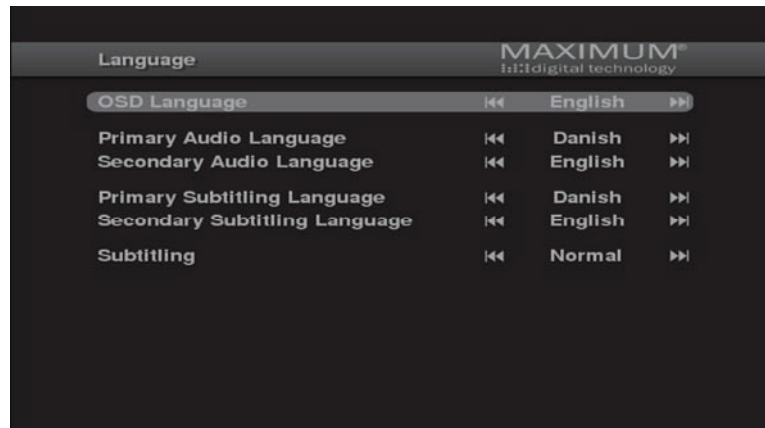 Language
MAXIMUM®
digital technology
OSD Language English
Primary Audio Language Danish
Secondary Audio Language English
Primary Subtitling Language Danish
Secondary Subtitling Language English
Subtitling Normal